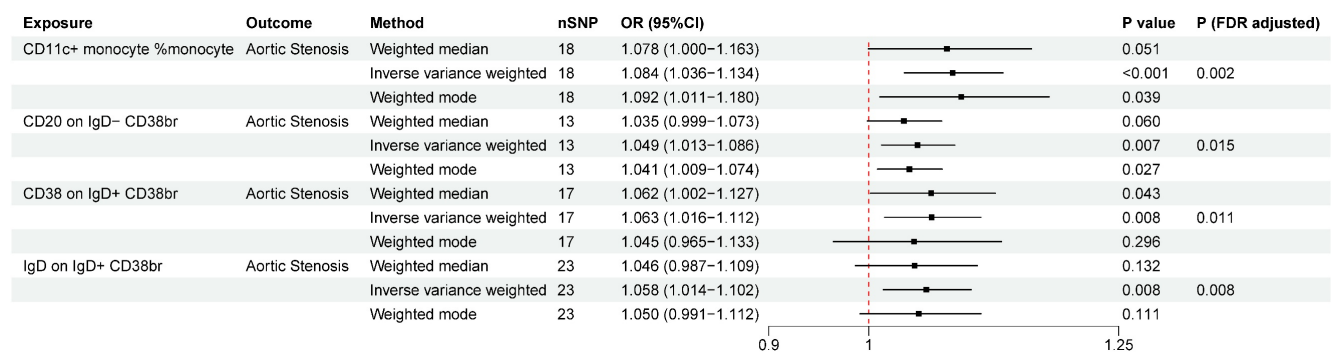 Exposure Outcome Method nSNP OR (95%CI) P value P (FDR adjusted)
CD11c+ monocyte %monocyte Aortic Stenosis Weighted median 18 1.078 (1.000−1.163) 0.051
Inverse variance weighted 18 1.084 (1.036−1.134) <0.001 0.002
Weighted mode 18 1.092 (1.011−1.180) 0.039
CD20 on IgD− CD38br Aortic Stenosis Weighted median 13 1.035 (0.999−1.073) 0.060
Inverse variance weighted 13 1.049 (1.013−1.086) 0.007 0.015
Weighted mode 13 1.041 (1.009−1.074) 0.027
CD38 on IgD+ CD38br Aortic Stenosis Weighted median 17 1.062 (1.002−1.127) 0.043
Inverse variance weighted 17 1.063 (1.016−1.112) 0.008 0.011
Weighted mode 17 1.045 (0.965−1.133) 0.296
IgD on IgD+ CD38br Aortic Stenosis Weighted median 23 1.046 (0.987−1.109) 0.132
Inverse variance weighted 23 1.058 (1.014−1.102) 0.008 0.008
Weighted mode 23 1.050 (0.991−1.112) 0.111
0.9 1 1.25